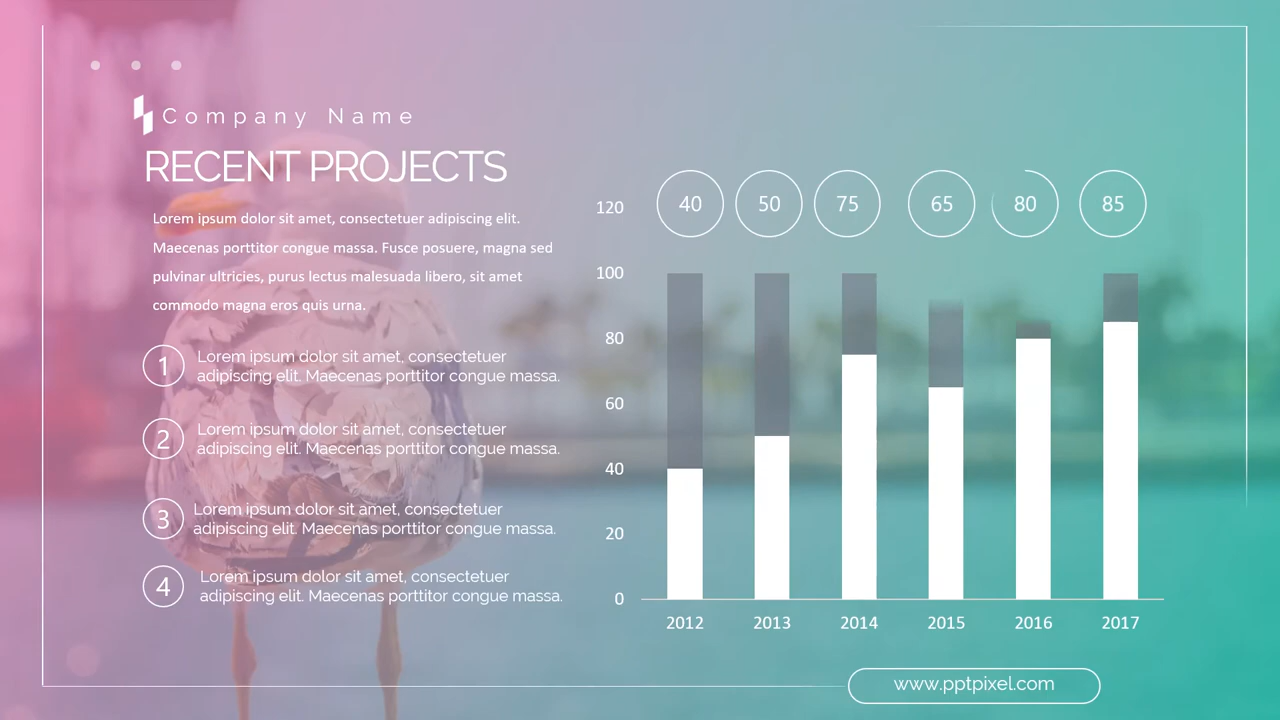 Company Name
RECENT PROJECTS
Lorem ipsum dolor sit amet, consectetuer adipiscing elit.
Maecenas porttitor congue massa. Fusce posuere, magna sed
pulvinar ultricies, purus lectus malesuada libero, sit amet
commodo magna eros quis urna.
1
Lorem ipsum dolor sit amet, consectetuer
adipiscing elit. Maecenas porttitor congue massa.
2
Lorem ipsum dolor sit amet, consectetuer
adipiscing elit. Maecenas porttitor congue massa.
3
Lorem ipsum dolor sit amet, consectetuer
adipiscing elit. Maecenas porttitor congue massa.
4
Lorem ipsum dolor sit amet, consectetuer
adipiscing elit. Maecenas porttitor congue massa.
40 50 75 65 80 85
120
100
80
60
40
20
0
2012 2013 2014 2015 2016 2017
www.pptpixel.com